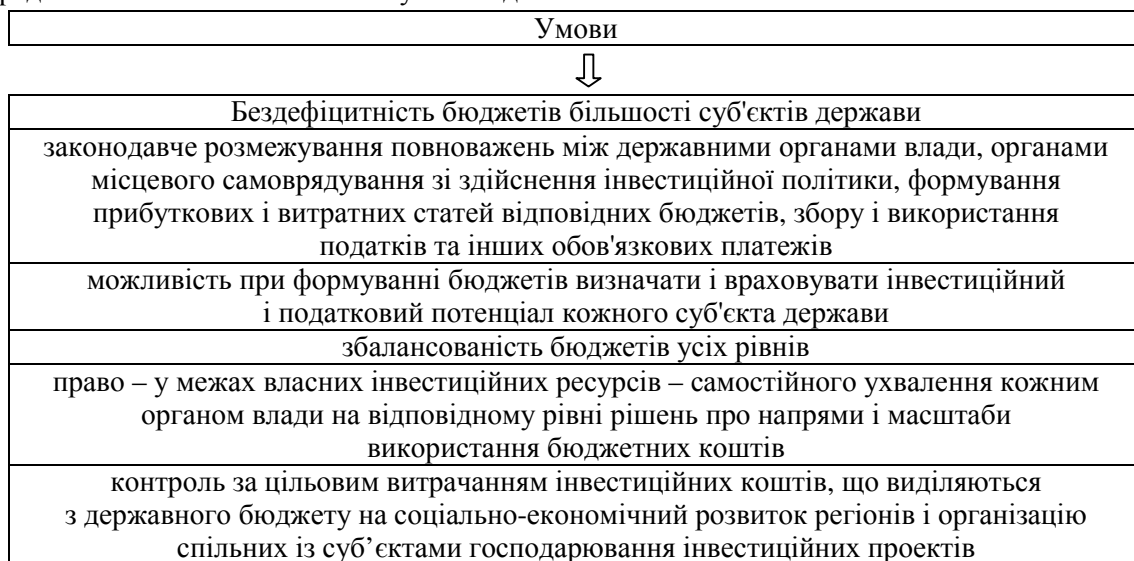 Умови
Бездефіцитність бюджетів більшості суб'єктів держави
законодавче розмежування повноважень між державними органами влади, органами
місцевого самоврядування зі здійснення інвестиційної політики, формування
прибуткових і витратних статей відповідних бюджетів, збору і використання
податків та інших обов'язкових платежів
можливість при формуванні бюджетів визначати і враховувати інвестиційний
і податковий потенціал кожного суб'єкта держави
збалансованість бюджетів усіх рівнів
право – у межах власних інвестиційних ресурсів – самостійного ухвалення кожним
органом влади на відповідному рівні рішень про напрями і масштаби
використання бюджетних коштів
контроль за цільовим витрачанням інвестиційних коштів, що виділяються
з державного бюджету на соціально-економічний розвиток регіонів і організацію
спільних із суб’єктами господарювання інвестиційних проектів